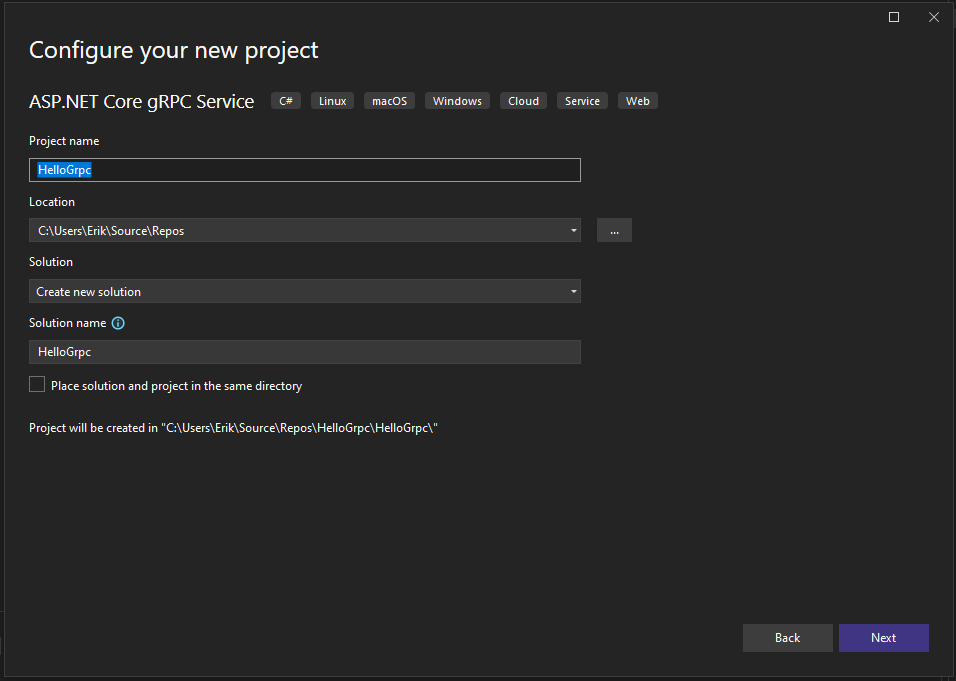 Configure your new project
ASP.NET Core gRPC Service C# Linux macOS Windows Cloud Service Web
Project name
HelloGrpc
Location
C:\Users\Erik\Source\Repos ...
Solution
Create new solution
Solution name
HelloGrpc
Place solution and project in the same directory
Project will be created in "C:\Users\Erik\Source\Repos\HelloGrpc\HelloGrpc\"
Back Next